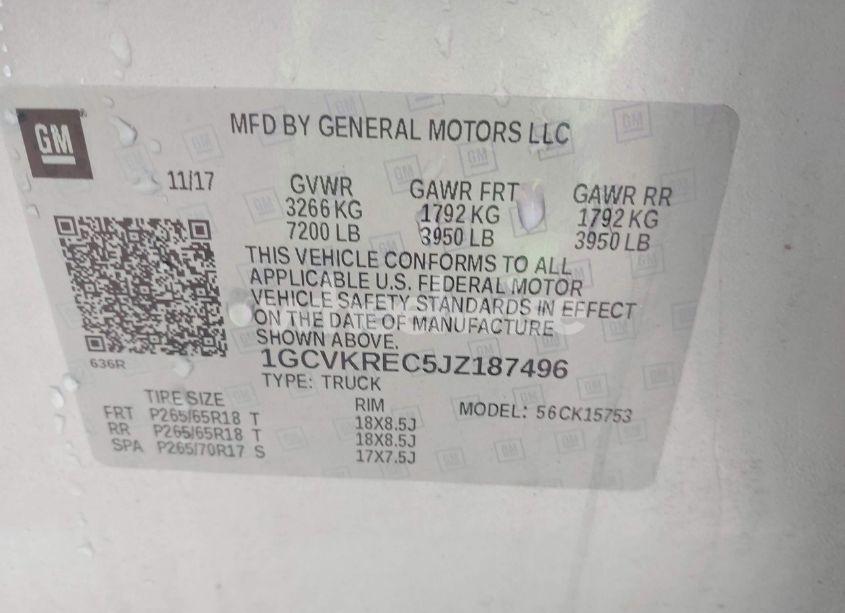 GM
MFD BY GENERAL MOTORS LLC
11/17
GVWR
3266 KG
7200 LB
GAWR FRT
1792 KG
3950 LB
GAWR RR
1792 KG
3950 LB
THIS VEHICLE CONFORMS TO ALL
APPLICABLE U.S. FEDERAL MOTOR
VEHICLE SAFETY STANDARDS IN EFFECT
ON THE DATE OF MANUFACTURE
SHOWN ABOVE.
636R
1GCVKREC5JZ187496
TYPE: TRUCK
TIRE SIZE RIM MODEL: 56CK15753
FRT P265/65R18 T 18X8.5J
RR P265/65R18 T 18X8.5J
SPA P265/70R17 S 17X7.5J